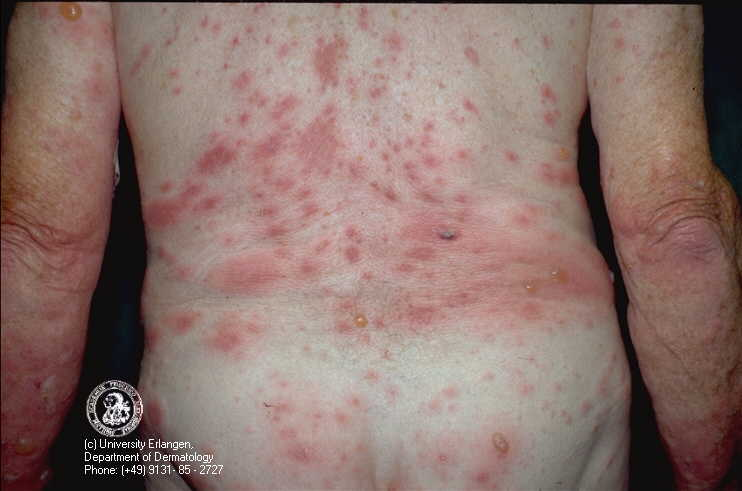 (c) University Erlangen,
Department of Dermatology
Phone: (+49) 9131- 85 - 2727